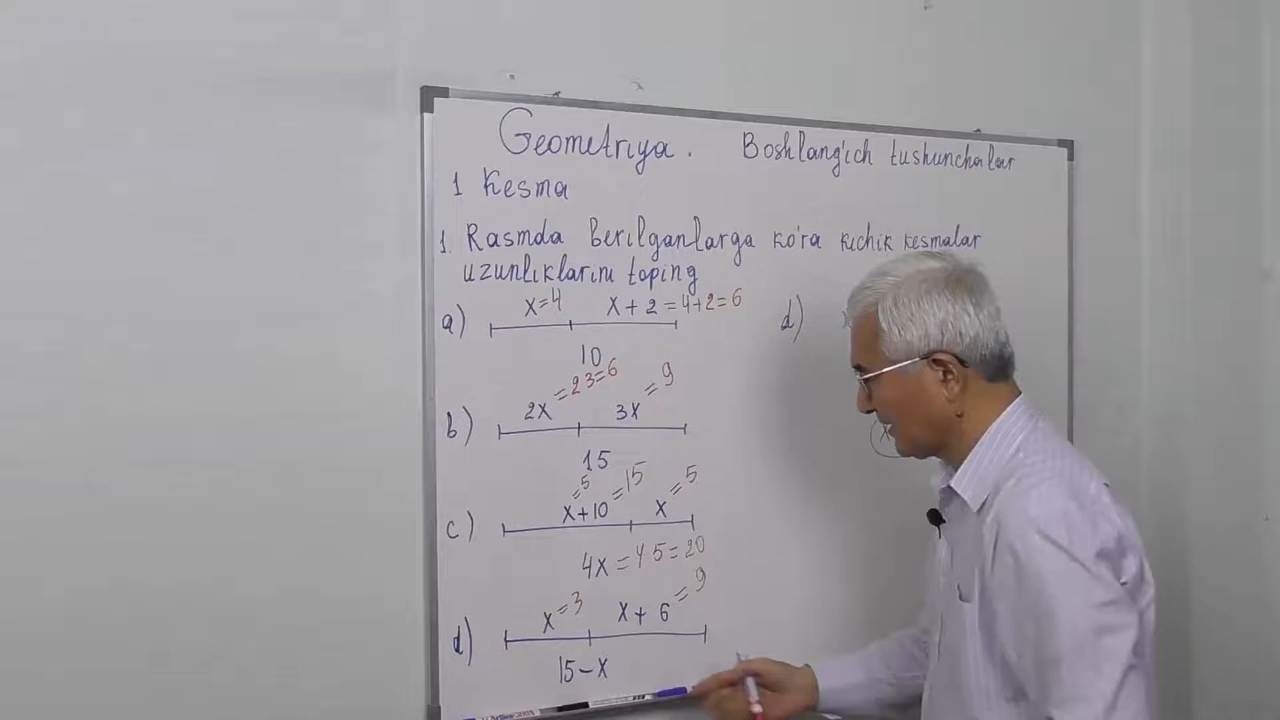 Geometriya. Boshlang'ich tushunchalar
1 Kesma
1. Rasmda berilganlarga ko'ra kichik kesmalar
uzunliklarini toping
a) x=4 x+2=4+2=6
10
b) 2x=2 3=6 3x=9
15
c) x+10=15 x=5
=5
4x=4 5=20
d) x=3 x+6=9
15-x
d)